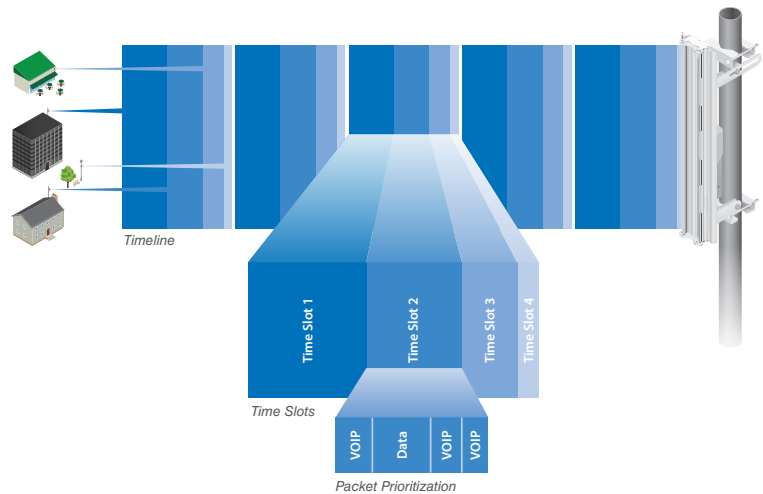 Timeline
Time Slot 1
Time Slot 2
Time Slot 3
Time Slot 4
Time Slots
VOIP
Data
VOIP
VOIP
Packet Prioritization